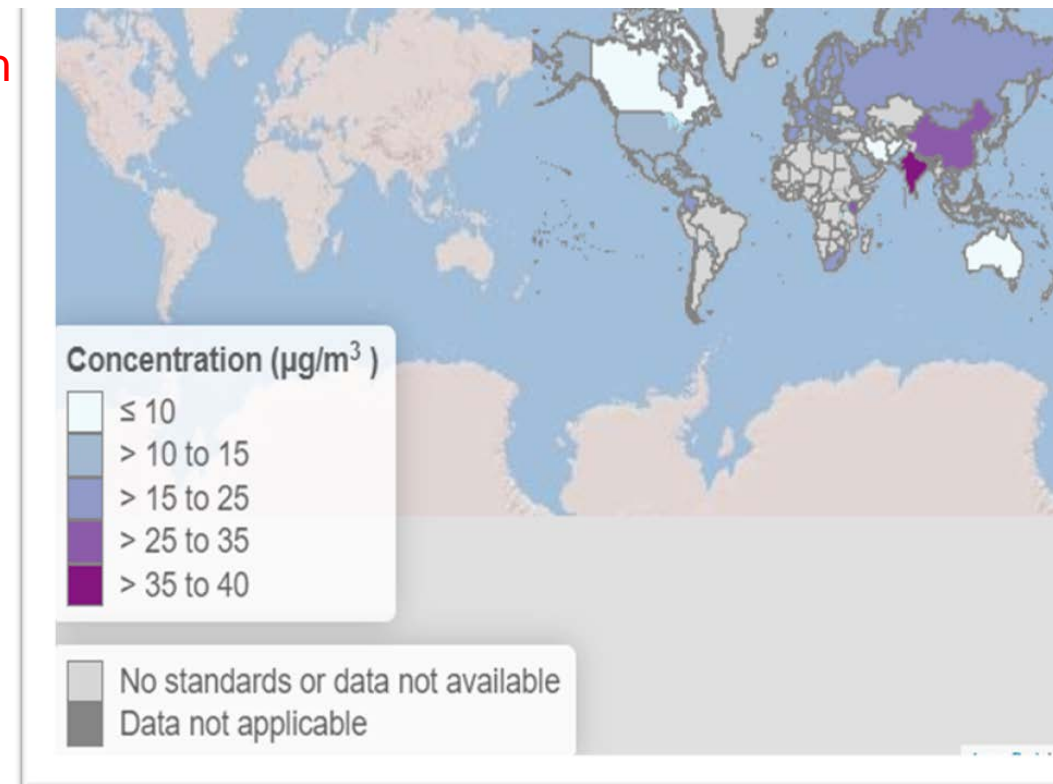 n
Concentration (µg/m³ )
≤ 10
> 10 to 15
> 15 to 25
> 25 to 35
> 35 to 40
No standards or data not available
Data not applicable